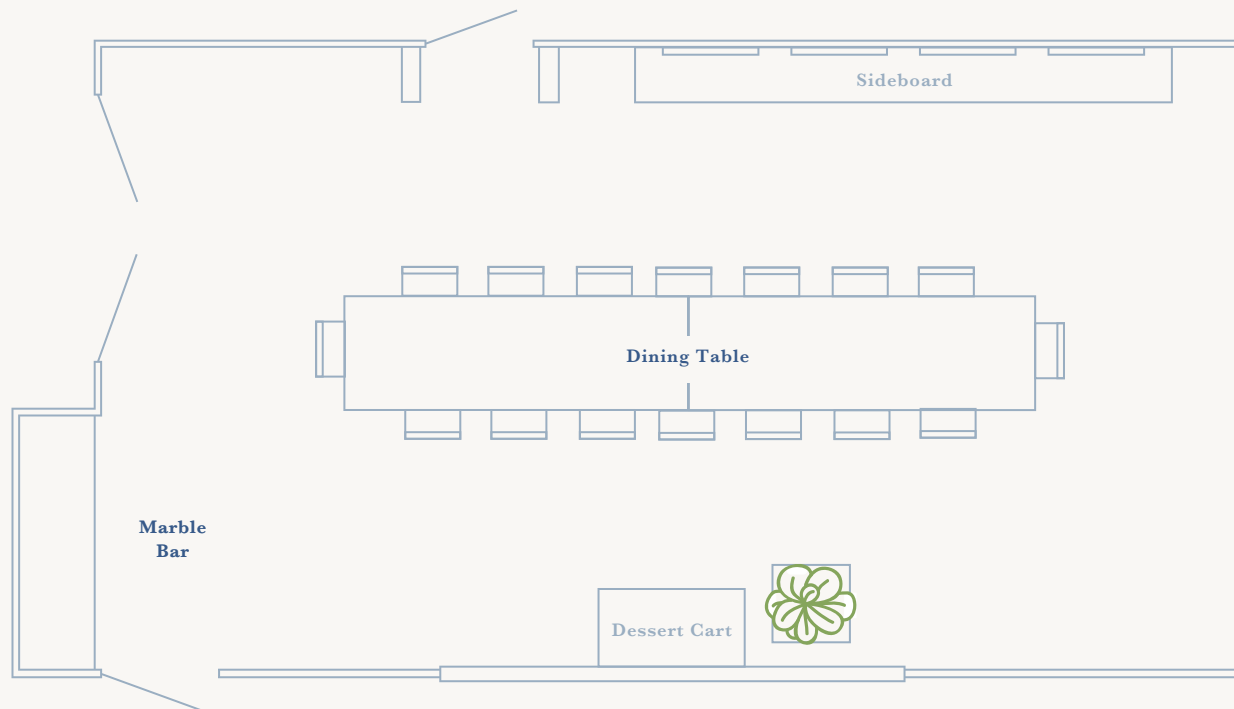 Sideboard
Dining Table
Marble
Bar
Dessert Cart